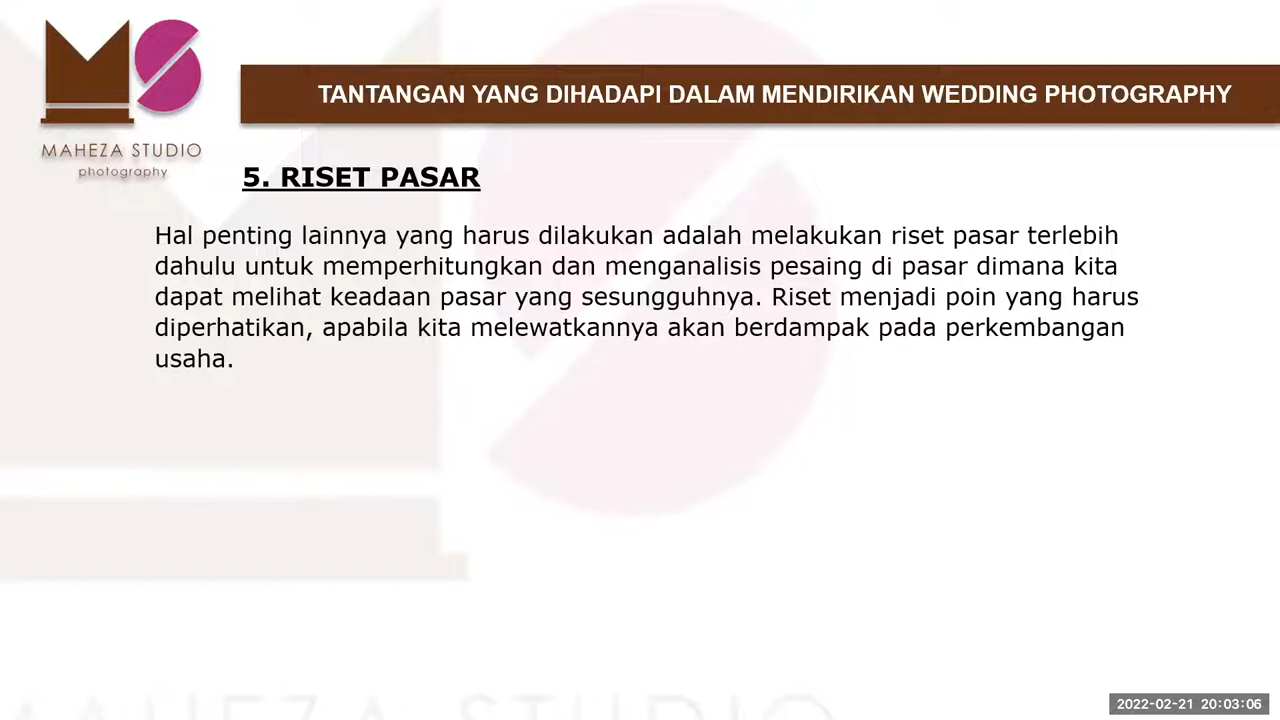 MAHEZA STUDIO
photography
TANTANGAN YANG DIHADAPI DALAM MENDIRIKAN WEDDING PHOTOGRAPHY
5. RISET PASAR
Hal penting lainnya yang harus dilakukan adalah melakukan riset pasar terlebih
dahulu untuk memperhitungkan dan menganalisis pesaing di pasar dimana kita
dapat melihat keadaan pasar yang sesungguhnya. Riset menjadi poin yang harus
diperhatikan, apabila kita melewatkannya akan berdampak pada perkembangan
usaha.
MAHEZA STUDIO
2022-02-21 20:03:06